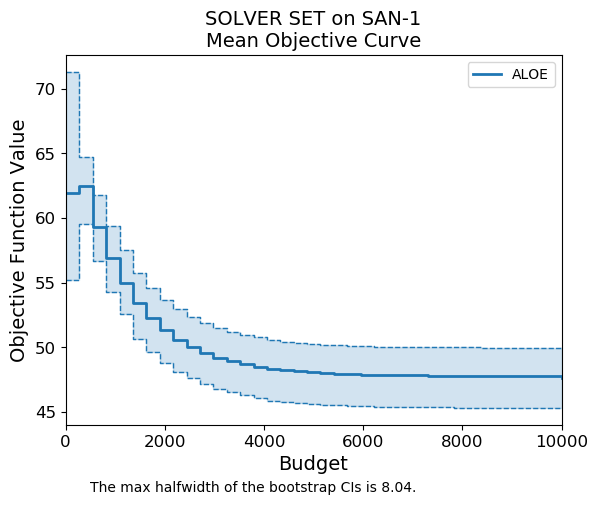 SOLVER SET on SAN-1
Mean Objective Curve
ALOE
Objective Function Value
70
65
60
55
50
45
0 2000 4000 6000 8000 10000
Budget
The max halfwidth of the bootstrap CIs is 8.04.